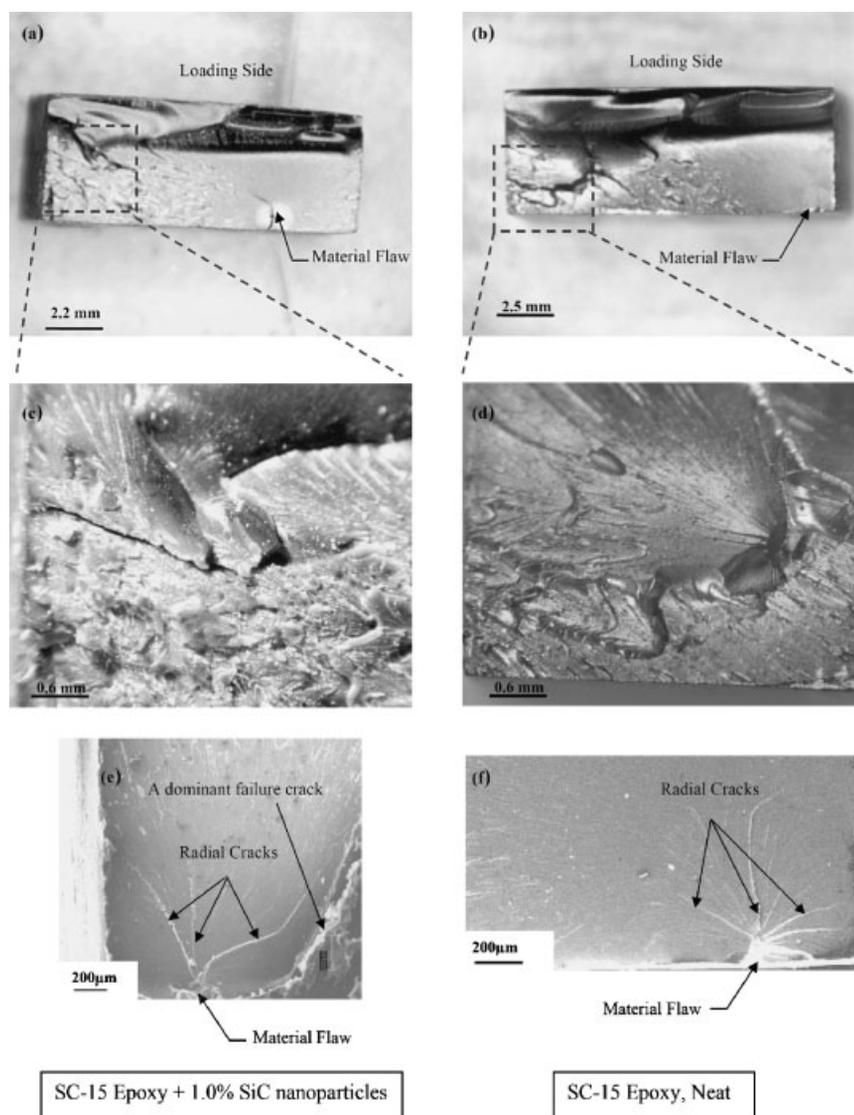 (a)
Loading Side
Material Flaw
2.2 mm
(b)
Loading Side
Material Flaw
2.5 mm
(c)
0.6 mm
(d)
0.6 mm
(e)
A dominant failure crack
Radial Cracks
200μm
Material Flaw
(f)
Radial Cracks
200μm
Material Flaw
SC-15 Epoxy + 1.0% SiC nanoparticles
SC-15 Epoxy, Neat